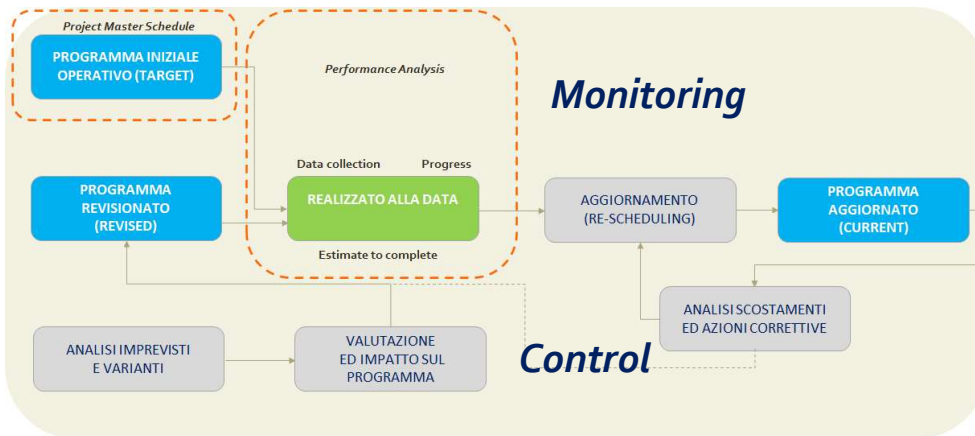 Project Master Schedule
PROGRAMMA INIZIALE
OPERATIVO (TARGET)
Performance Analysis
Monitoring
Data collection
Progress
PROGRAMMA
REVISIONATO
(REVISED)
REALIZZATO ALLA DATA
AGGIORNAMENTO
(RE-SCHEDULING)
PROGRAMMA
AGGIORNATO
(CURRENT)
Estimate to complete
ANALISI IMPREVISTI
E VARIANTI
VALUTAZIONE
ED IMPATTO SUL
PROGRAMMA
Control
ANALISI SCOSTAMENTI
ED AZIONI CORRETTIVE